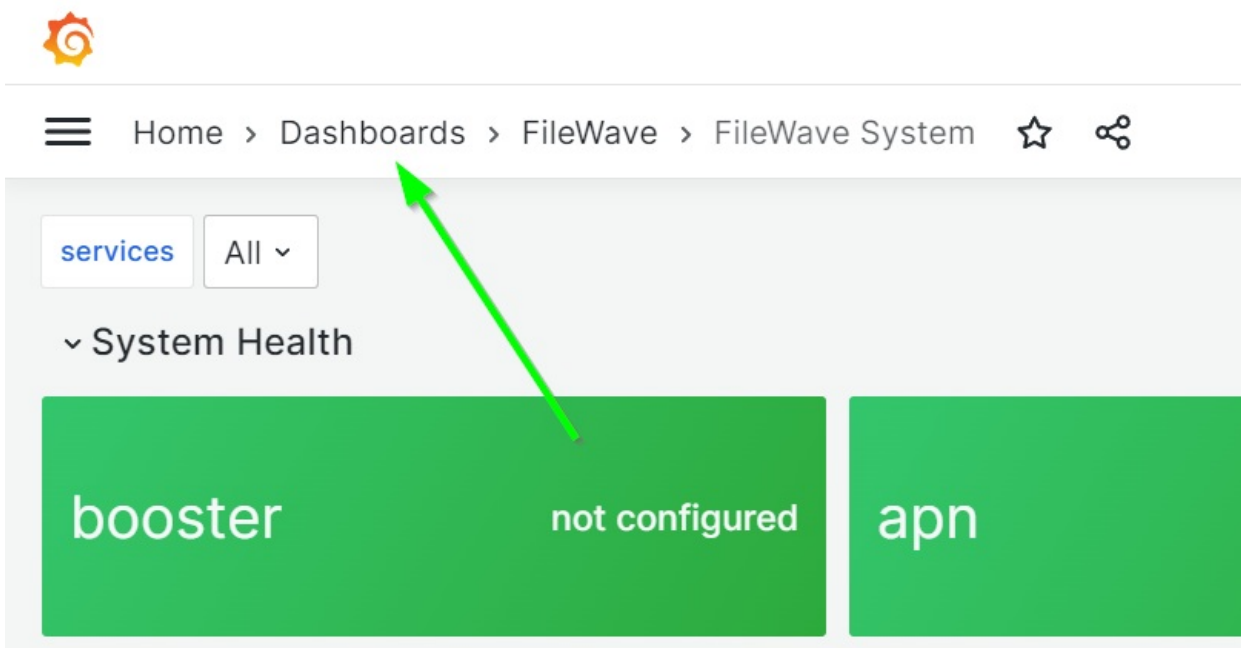 Home > Dashboards > FileWave > FileWave System
services All
System Health
booster not configured apn